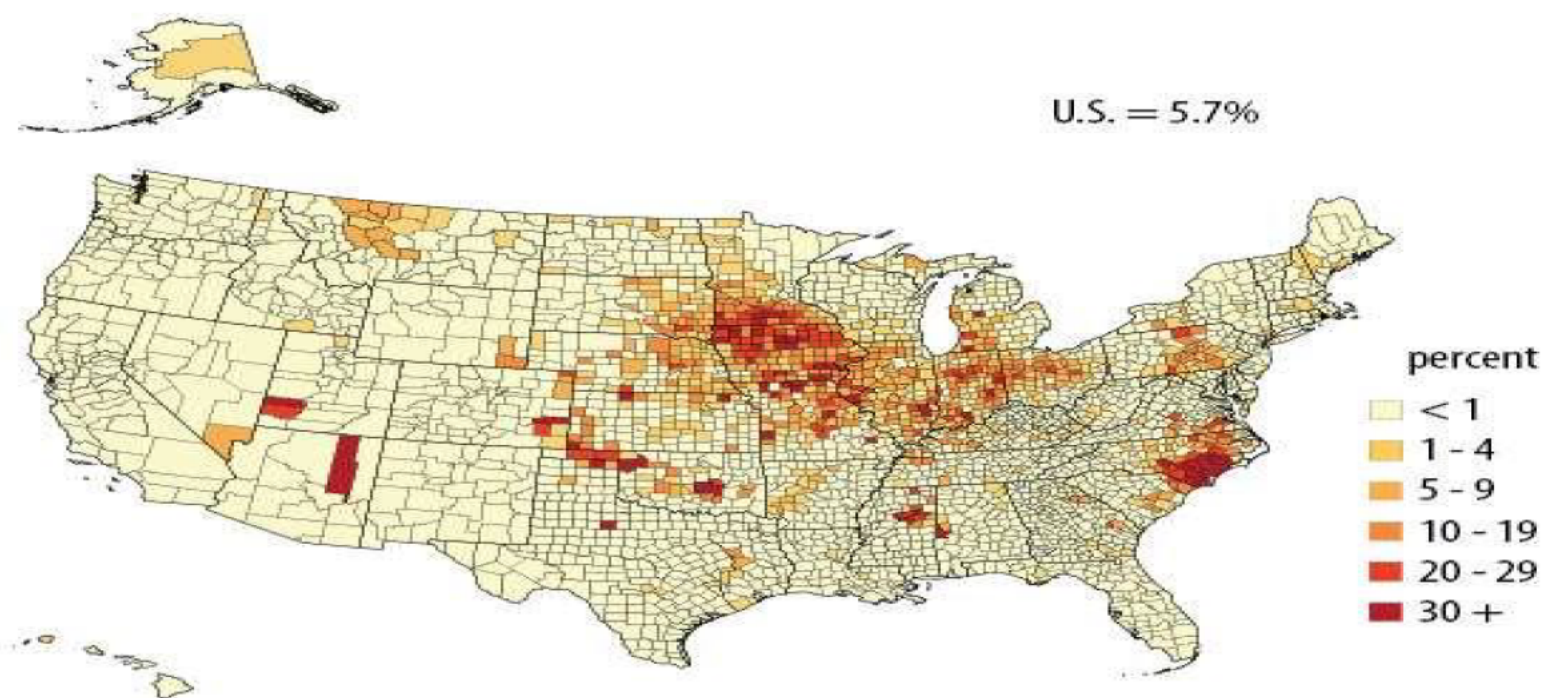 U.S. = 5.7%
percent
< 1
1 - 4
5 - 9
10 - 19
20 - 29
30 +